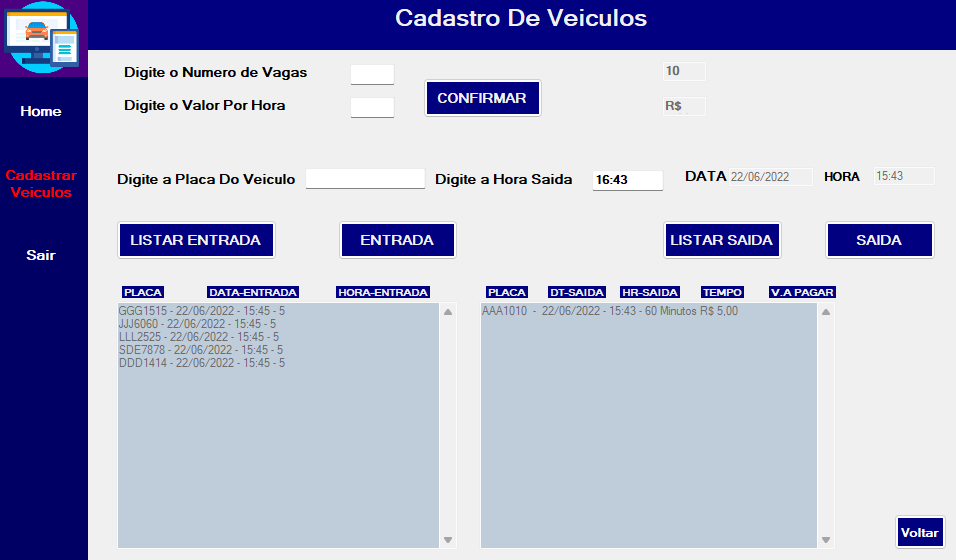 Cadastro De Veiculos
Home
Cadastrar
Veiculos
Sair
Digite o Numero de Vagas
10
Digite o Valor Por Hora
CONFIRMAR
R$
Digite a Placa Do Veiculo
Digite a Hora Saida 16:43
DATA 22/06/2022 HORA 15:43
LISTAR ENTRADA
ENTRADA
LISTAR SAIDA
SAIDA
PLACA DATA-ENTRADA HORA-ENTRADA
GGG1515 - 22/06/2022 - 15:45 - 5
JJJ6060 - 22/06/2022 - 15:45 - 5
LLL2525 - 22/06/2022 - 15:45 - 5
SDE7878 - 22/06/2022 - 15:45 - 5
DDD1414 - 22/06/2022 - 15:45 - 5
PLACA DT-SAIDA HR-SAIDA TEMPO V.A PAGAR
AAA1010 - 22/06/2022 - 15:43 - 60 Minutos R$ 5,00
Voltar